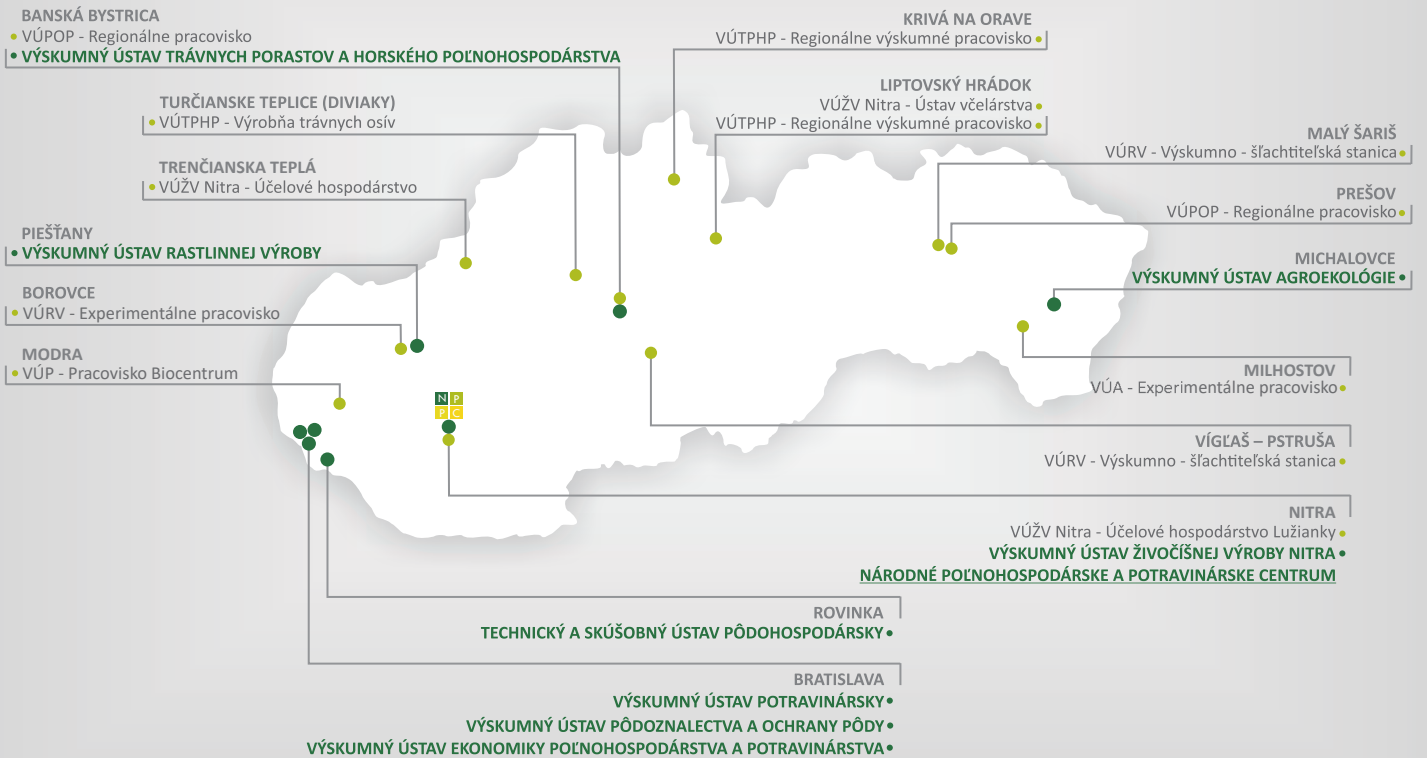 BANSKÁ BYSTRICA
• VÚPOP - Regionálne pracovisko
• VÝSKUMNÝ ÚSTAV TRÁVNYCH PORASTOV A HORSKÉHO POĽNOHOSPODÁRSTVA
TURČIANSKE TEPLICE (DIVIAKY)
• VÚTPHP - Výrobňa trávnych osív
TRENČIANSKA TEPLÁ
• VÚŽV Nitra - Účelové hospodárstvo
PIEŠŤANY
• VÝSKUMNÝ ÚSTAV RASTLINNEJ VÝROBY
BOROVCE
• VÚRV - Experimentálne pracovisko
MODRA
• VÚP - Pracovisko Biocentrum
KRIVÁ NA ORAVE
VÚTPHP - Regionálne výskumné pracovisko •
LIPTOVSKÝ HRÁDOK
VÚŽV Nitra - Ústav včelárstva •
VÚTPHP - Regionálne výskumné pracovisko •
MALÝ ŠARIŠ
VÚRV - Výskumno - šľachtiteľská stanica •
PREŠOV
VÚPOP - Regionálne pracovisko •
MICHALOVCE
VÝSKUMNÝ ÚSTAV AGROEKOLÓGIE •
MILHOSTOV
VÚA - Experimentálne pracovisko •
N P
P C
VÍGĽAŠ – PSTRUŠA
VÚRV - Výskumno - šľachtiteľská stanica •
NITRA
VÚŽV Nitra - Účelové hospodárstvo Lužianky •
VÝSKUMNÝ ÚSTAV ŽIVOČÍŠNEJ VÝROBY NITRA •
NÁRODNÉ POĽNOHOSPODÁRSKE A POTRAVINÁRSKE CENTRUM
ROVINKA
TECHNICKÝ A SKÚŠOBNÝ ÚSTAV PÔDOHOSPODÁRSKY •
BRATISLAVA
VÝSKUMNÝ ÚSTAV POTRAVINÁRSKY •
VÝSKUMNÝ ÚSTAV PÔDOZNALECTVA A OCHRANY PÔDY •
VÝSKUMNÝ ÚSTAV EKONOMIKY POĽNOHOSPODÁRSTVA A POTRAVINÁRSTVA •